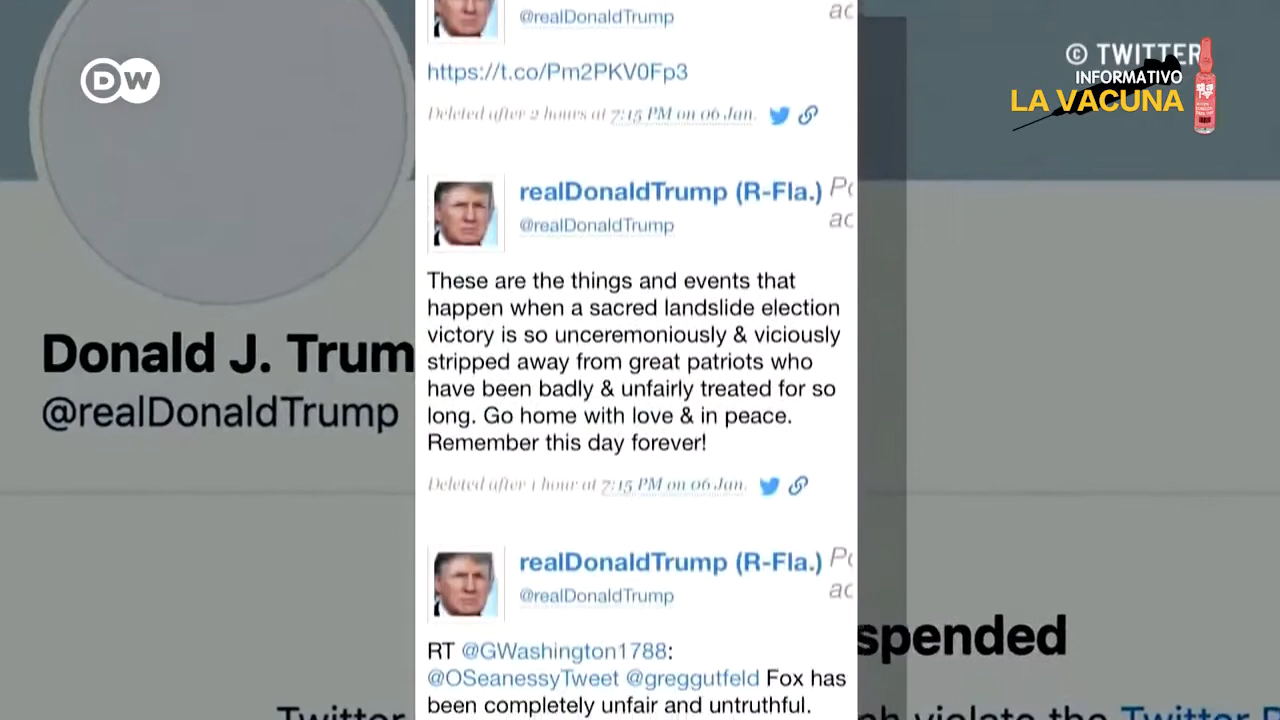 DW
© TWITTER
INFORMATIVO
LA VACUNA
@realDonaldTrump
https://t.co/Pm2PKV0Fp3
Deleted after 2 hours at 7:15 PM on 06 Jan.
realDonaldTrump (R-Fla.)
@realDonaldTrump
These are the things and events that
happen when a sacred landslide election
victory is so unceremoniously & viciously
stripped away from great patriots who
have been badly & unfairly treated for so
long. Go home with love & in peace.
Remember this day forever!
Deleted after 1 hour at 7:15 PM on 06 Jan.
realDonaldTrump (R-Fla.)
@realDonaldTrump
RT @GWashington1788:
@OSeanessyTweet @greggutfeld Fox has
been completely unfair and untruthful.
Donald J. Trum
@realDonaldTrump
spended
Twitter
violate the Twitter